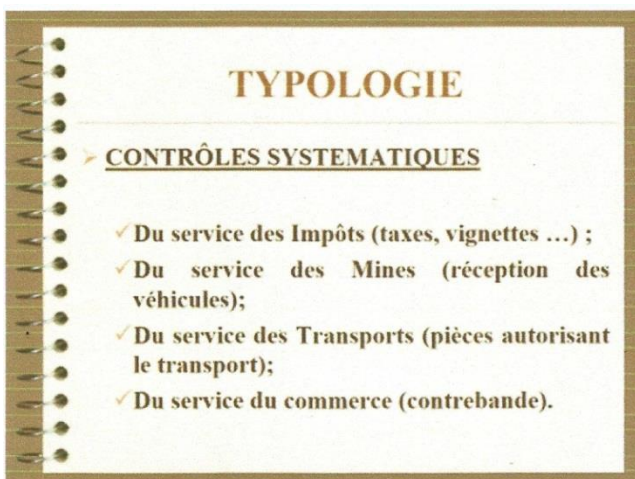 TYPOLOGIE
CONTRÔLES SYSTEMATIQUES
Du service des Impôts (taxes, vignettes ...) ;
Du service des Mines (réception des
véhicules);
Du service des Transports (pièces autorisant
le transport);
Du service du commerce (contrebande).